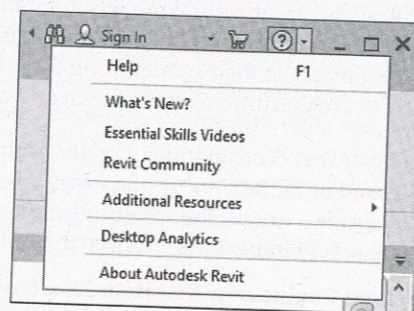 Sign In
Help F1
What's New?
Essential Skills Videos
Revit Community
Additional Resources
Desktop Analytics
About Autodesk Revit